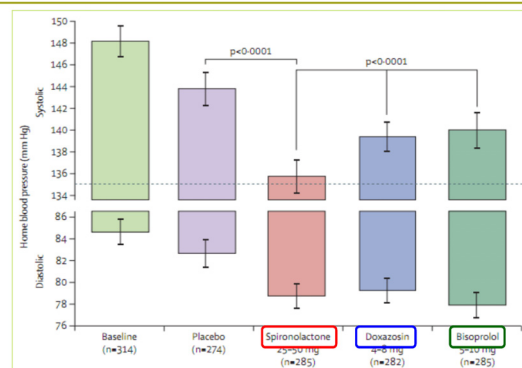 150
148
146
144
142
140
138
136
134
86
84
82
80
78
76
Home blood pressure (mm Hg)
Systolic
Diastolic
p<0·0001
p<0·0001
Baseline
(n=314)
Placebo
(n=274)
Spironolactone
25–50 mg
(n=285)
Doxazosin
4–8 mg
(n=282)
Bisoprolol
5–10 mg
(n=285)